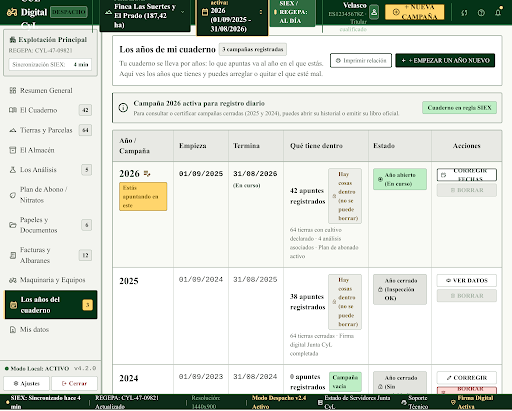 Digital
DESPACHO
CyL
Finca Las Suertes y
El Prado (187,42
ha)
activa:
2026
(01/09/2025 -
31/08/2026)
SIEX /
REGEPA:
AL DÍA
Velasco
Titular
+ NUEVA
CAMPAÑA
Explotación Principal
REGEPA: CYL-47-09821
Sincronización SIEX: 4 min
Resumen General
El Cuaderno 42
Tierras y Parcelas 64
El Almacén
Los Análisis 5
Plan de Abono /
Nitratos
Papeles y
Documentos
Facturas y
Albaranes 12
Maquinaria y Equipos
Los años del
cuaderno 3
Mis datos
Modo Local: ACTIVO v4.2.0
Ajustes
Cerrar
Los años de mi cuaderno 3 campañas registradas
Tu cuaderno se lleva por años: lo que apuntas va al año en el que estás.
Aquí ves los años que tienes y puedes arreglar o quitar el que esté mal.
Imprimir relación
+ EMPEZAR UN AÑO NUEVO
Campaña 2026 activa para registro diario
Para consultar o certificar campañas cerradas (2025 y 2024), puedes abrir su historial o emitir su libro oficial.
Cuaderno en regla SIEX
Año /
Campaña
Empieza
Termina
Qué tiene dentro
Estado
Acciones
2026
Estás
apuntando en
este
01/09/2025
31/08/2026
(En curso)
42 apuntes
registrados
Hay
cosas
dentro
(no se
puede
borrar)
64 tierras con cultivo
declarado · 4 análisis
asociados · Plan de abonado
activo
Año abierto
(En curso)
CORREGIR
FECHAS
BORRAR
2025
01/09/2024
31/08/2025
38 apuntes
registrados
Hay
cosas
dentro
(no se
puede
borrar)
64 tierras cerradas · Firma
digital Junta CyL
completada
Año cerrado
(Inspección
OK)
VER DATOS
BORRAR
2024
01/09/2023
31/08/2024
0 apuntes
registrados
Campaña
vacía
Año cerrado
(Sin
CORREGIR
BORRAR
SIEX: Sincronizado hace 4
min
REGEPA: CYL-47-09821
Actualizado
Resolución:
1440x900
Modo Despacho v2.4
Activo
Estado de Servidores Junta
CyL
Soporte
Técnico
Firma Digital
Activa